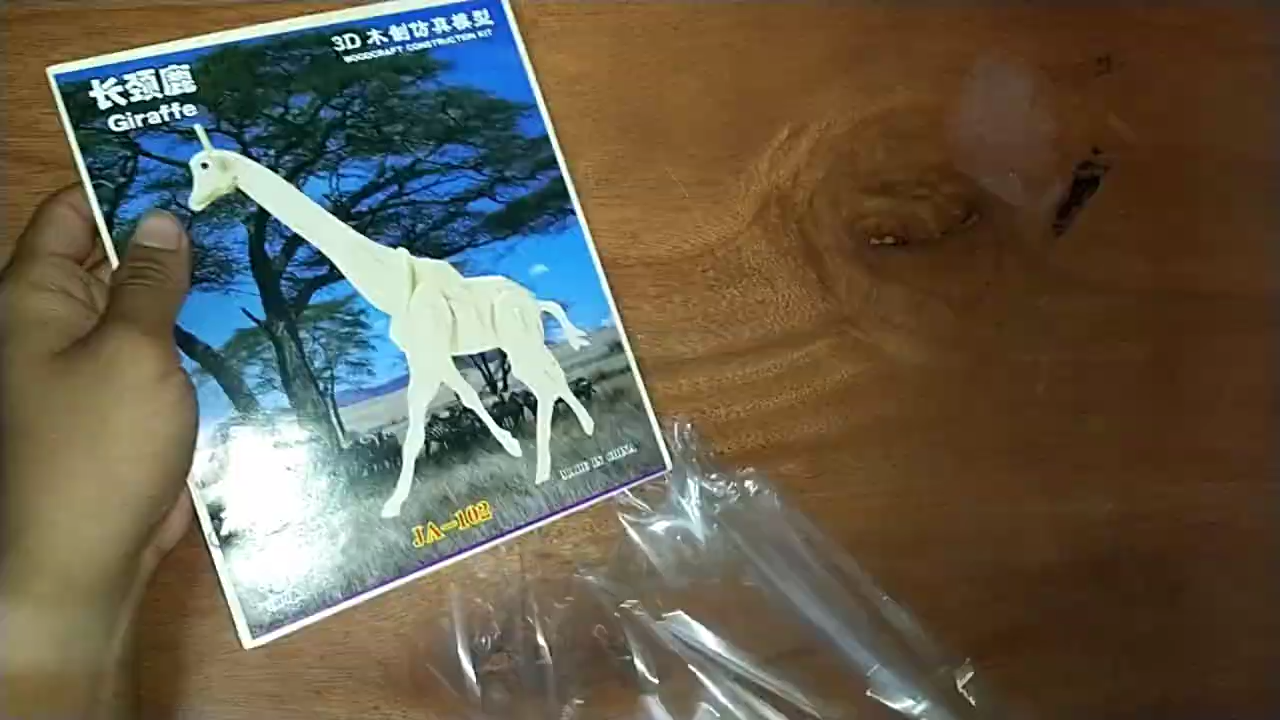 3D 木制仿真模型
WOODCRAFT CONSTRUCTION KIT
长颈鹿
Giraffe
MADE IN CHINA
JA-102